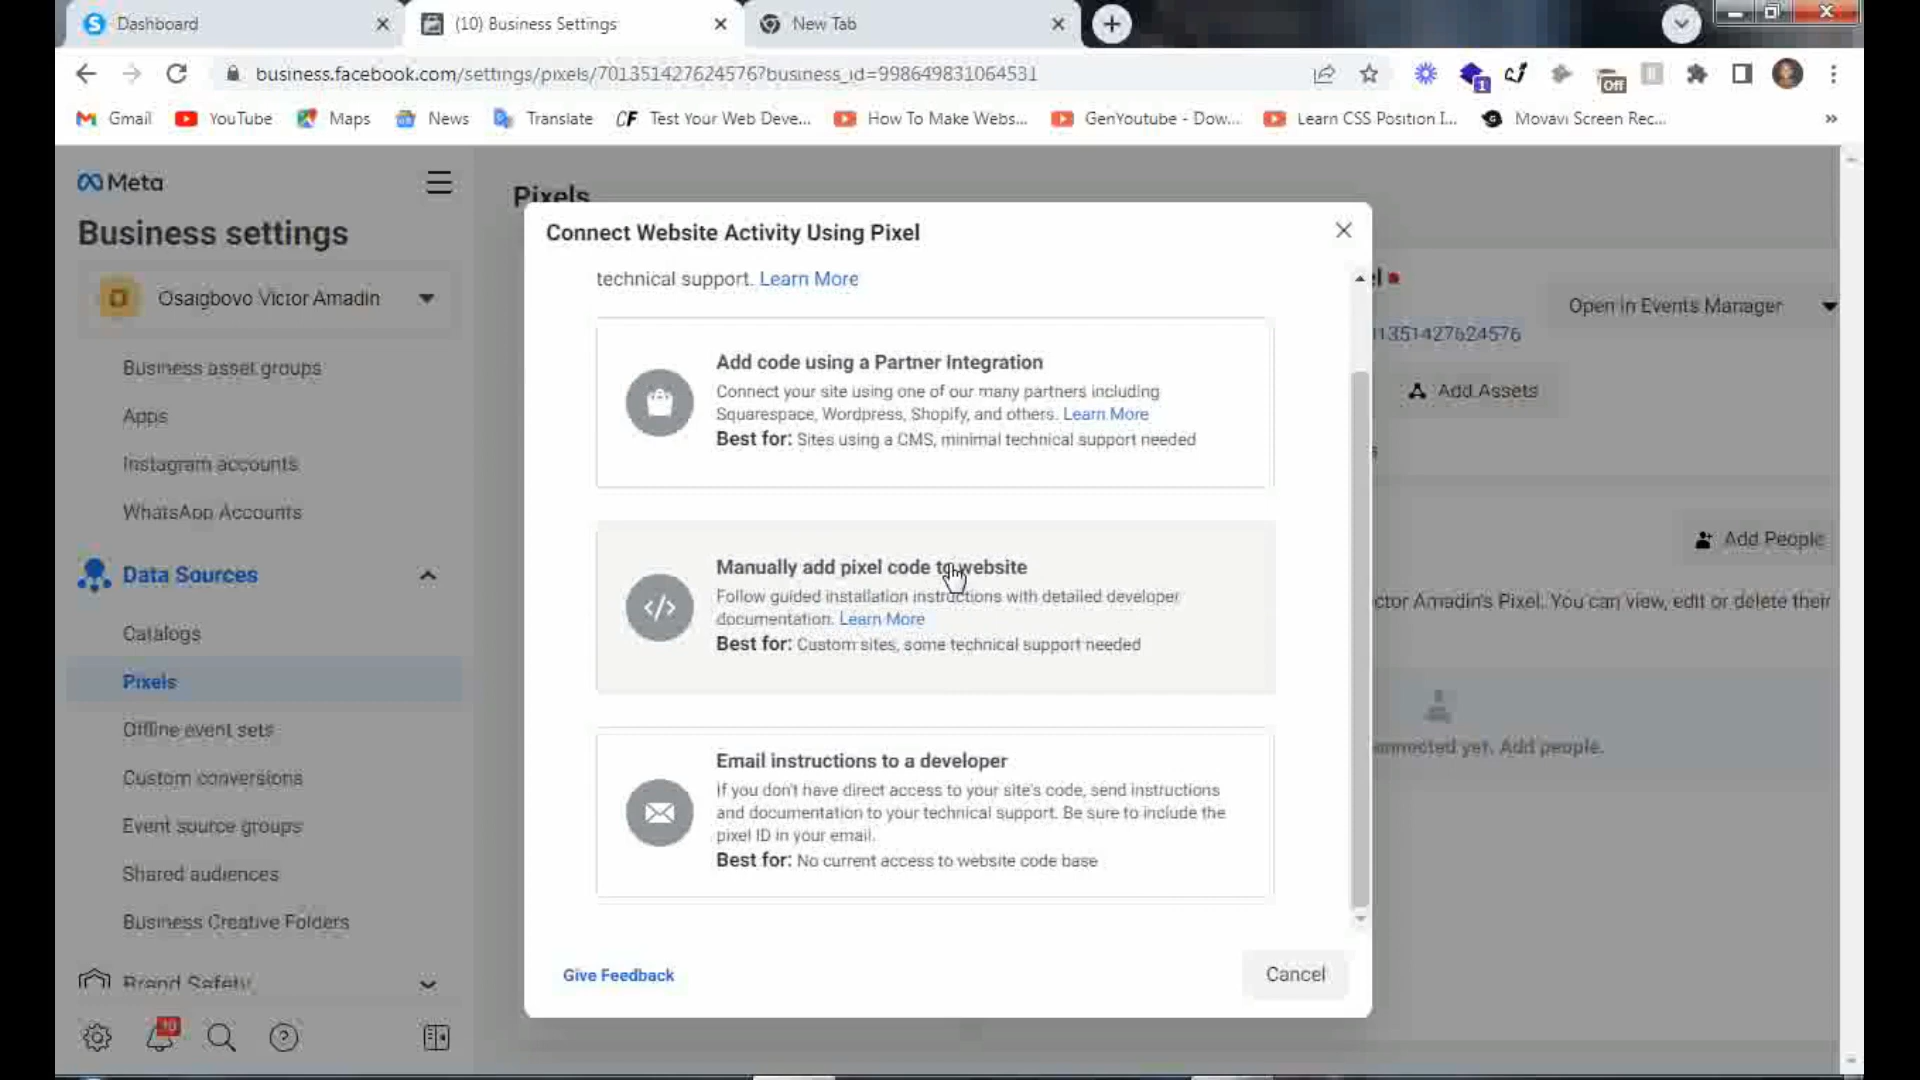 Dashboard
(10) Business Settings
New Tab
business.facebook.com/settings/pixels/701351427624576?business_id=998649831064531
1
Off
Gmail
YouTube
Maps
News
Translate
CF Test Your Web Deve...
How To Make Webs...
GenYoutube - Dow...
Learn CSS Position I...
Movavi Screen Rec...
»
Meta
Business settings
Osaigbovo Victor Amadin
Business asset groups
Apps
Instagram accounts
WhatsApp Accounts
Data Sources
Catalogs
Pixels
Offline event sets
Custom conversions
Event source groups
Shared audiences
Business Creative Folders
Brand Safety
Pixels
Connect Website Activity Using Pixel
technical support. Learn More
Add code using a Partner Integration
Connect your site using one of our many partners including
Squarespace, Wordpress, Shopify, and others. Learn More
Best for: Sites using a CMS, minimal technical support needed
Manually add pixel code to website
Follow guided installation instructions with detailed developer
documentation. Learn More
Best for: Custom sites, some technical support needed
Email instructions to a developer
If you don't have direct access to your site's code, send instructions
and documentation to your technical support. Be sure to include the
pixel ID in your email.
Best for: No current access to website code base
Give Feedback
Cancel
Open in Events Manager
1351427624576
Add Assets
Add People
ctor Amadin's Pixel. You can view, edit or delete their
onnected yet. Add people.